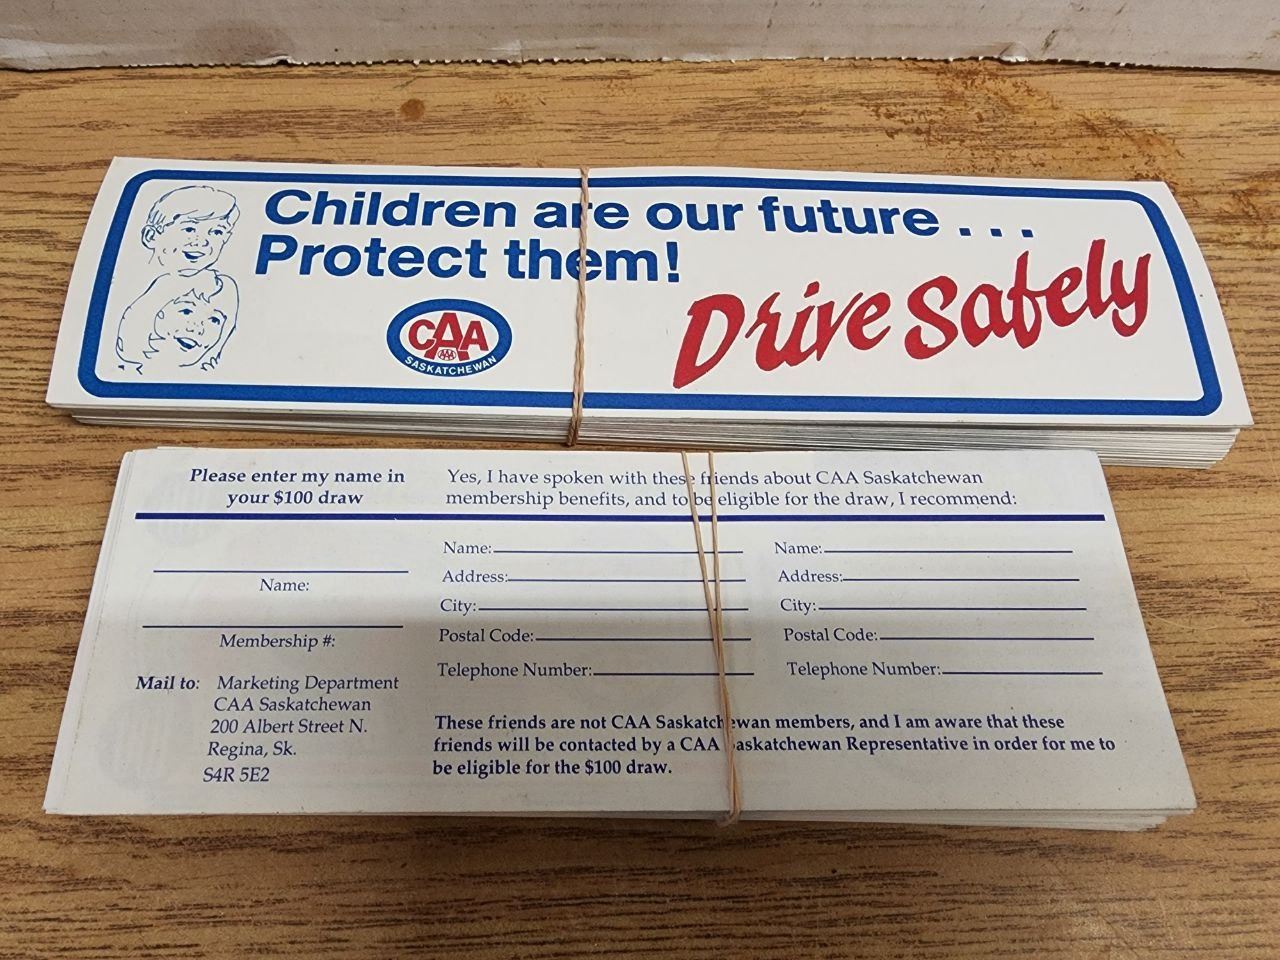 Children are our future . . .
Protect them!
CAA
AAA
SASKATCHEWAN
Drive Safely
Please enter my name in
your $100 draw
Name:
Membership #:
Mail to: Marketing Department
CAA Saskatchewan
200 Albert Street N.
Regina, Sk.
S4R 5E2
Yes, I have spoken with these friends about CAA Saskatchewan
membership benefits, and to be eligible for the draw, I recommend:
Name:
Address:
City:
Postal Code:
Telephone Number:
Name:
Address:
City:
Postal Code:
Telephone Number:
These friends are not CAA Saskatchewan members, and I am aware that these
friends will be contacted by a CAA Saskatchewan Representative in order for me to
be eligible for the $100 draw.